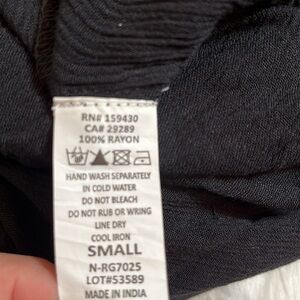 RN# 159430
CA# 29289
100% RAYON
HAND WASH SEPARATELY
IN COLD WATER
DO NOT BLEACH
DO NOT RUB OR WRING
LINE DRY
COOL IRON
SMALL
N-RG7025
LOT#53589
MADE IN INDIA